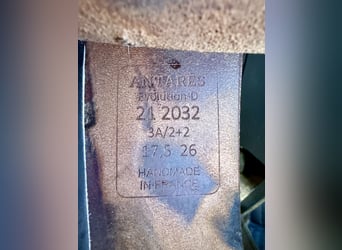 ANTARES
Evolution D
21 2032
3A/2+2
17,5 26
HANDMADE
IN FRANCE